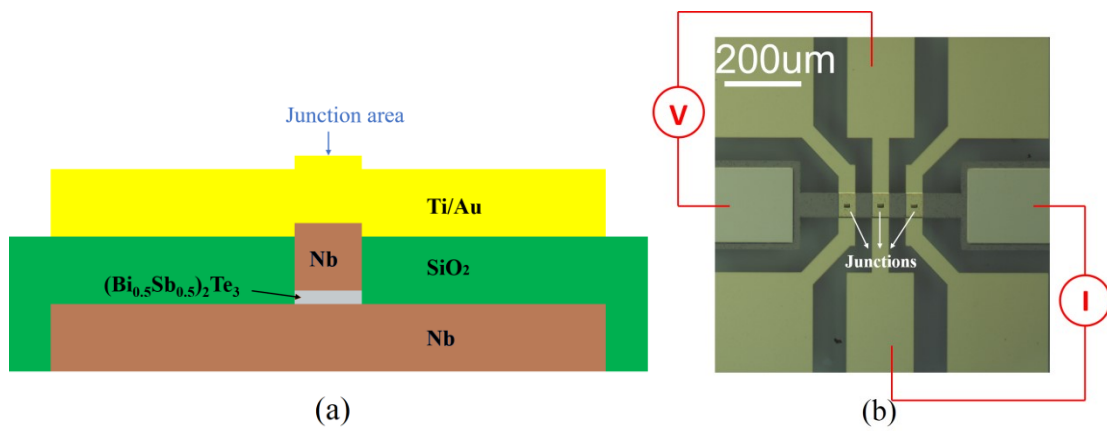 Junction area
Ti/Au
Nb
SiO₂
(Bi₀.₅Sb₀.₅)₂Te₃
Nb
(a)
200um
V
I
Junctions
(b)